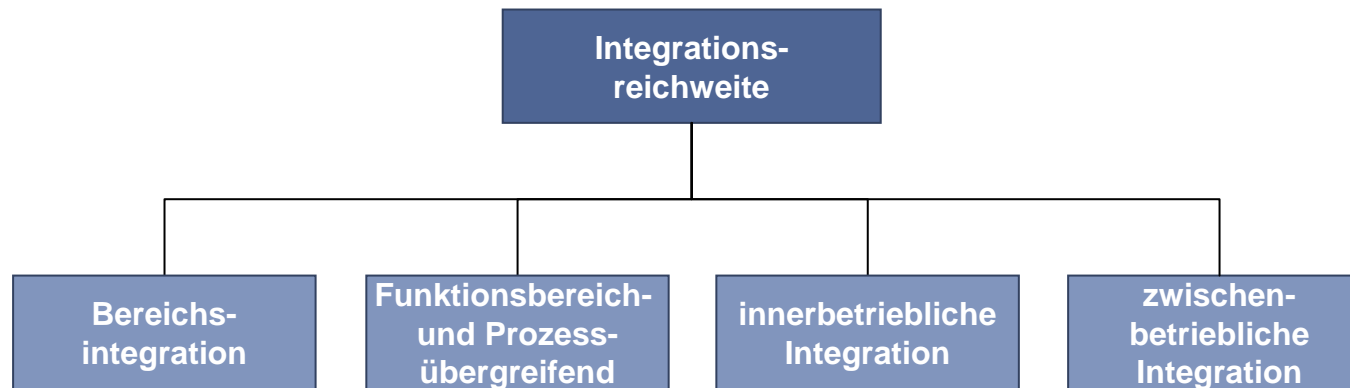 Integrations-
reichweite
Bereichs-
integration
Funktionsbereich-
und Prozess-
übergreifend
innerbetriebliche
Integration
zwischen-
betriebliche
Integration